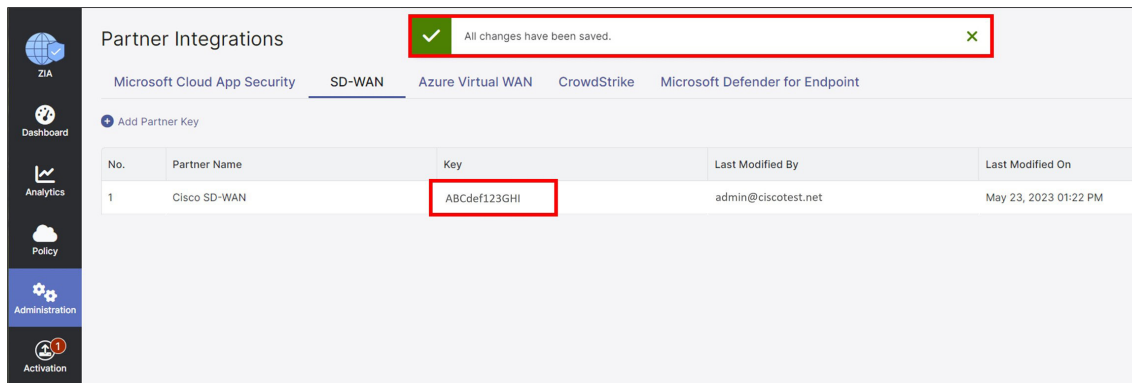 Partner Integrations
All changes have been saved.
ZIA
Microsoft Cloud App Security SD-WAN Azure Virtual WAN CrowdStrike Microsoft Defender for Endpoint
Dashboard
Add Partner Key
No. Partner Name Key Last Modified By Last Modified On
Analytics
1 Cisco SD-WAN ABCdef123GHI admin@ciscotest.net May 23, 2023 01:22 PM
Policy
Administration
1
Activation